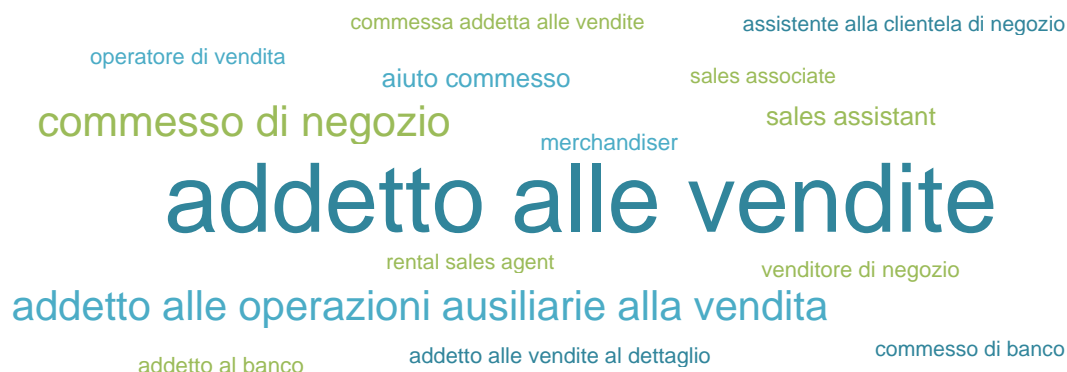 commessa addetta alle vendite
assistente alla clientela di negozio
operatore di vendita
aiuto commesso
sales associate
commesso di negozio
sales assistant
merchandiser
addetto alle vendite
rental sales agent
venditore di negozio
addetto alle operazioni ausiliarie alla vendita
addetto al banco
addetto alle vendite al dettaglio
commesso di banco